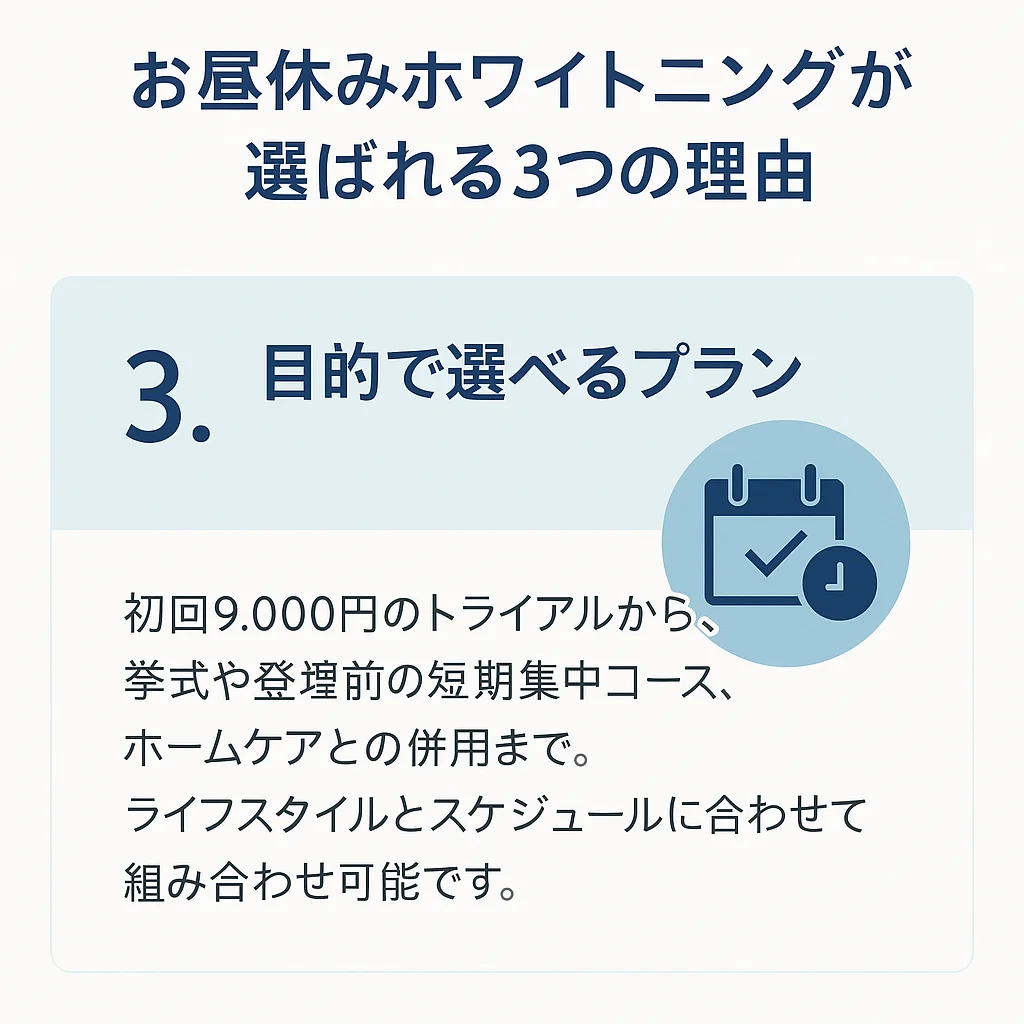 お昼休みホワイトニングが
選ばれる3つの理由
3.
目的で選べるプラン
初回9.000円のトライアルから、
挙式や登壇前の短期集中コース、
ホームケアとの併用まで。
ライフスタイルとスケジュールに合わせて
組み合わせ可能です。